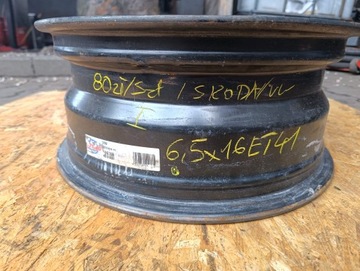 80zł/szt / SKODA/VW
I
6,5x16ET41